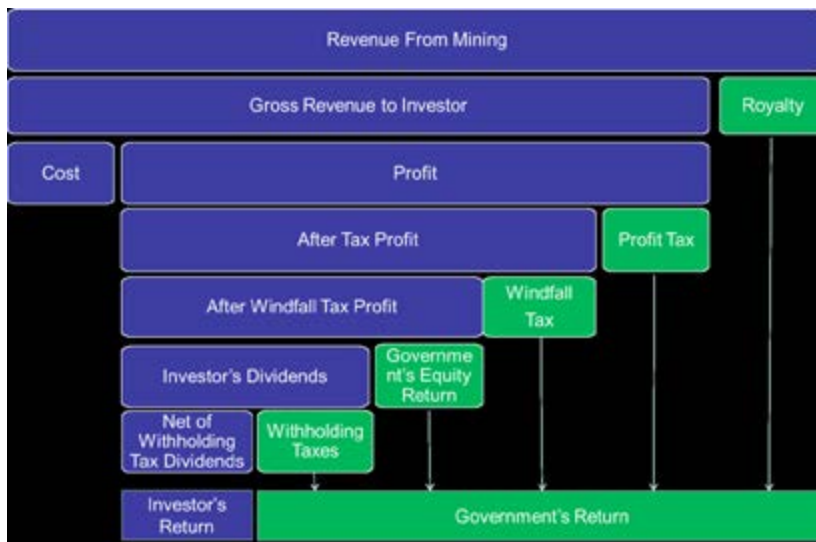 Revenue From Mining
Gross Revenue to Investor
Royalty
Cost
Profit
After Tax Profit
Profit Tax
After Windfall Tax Profit
Windfall
Tax
Investor's Dividends
Governme
nt's Equity
Return
Net of
Withholding
Tax Dividends
Withholding
Taxes
Investor's
Return
Government's Return